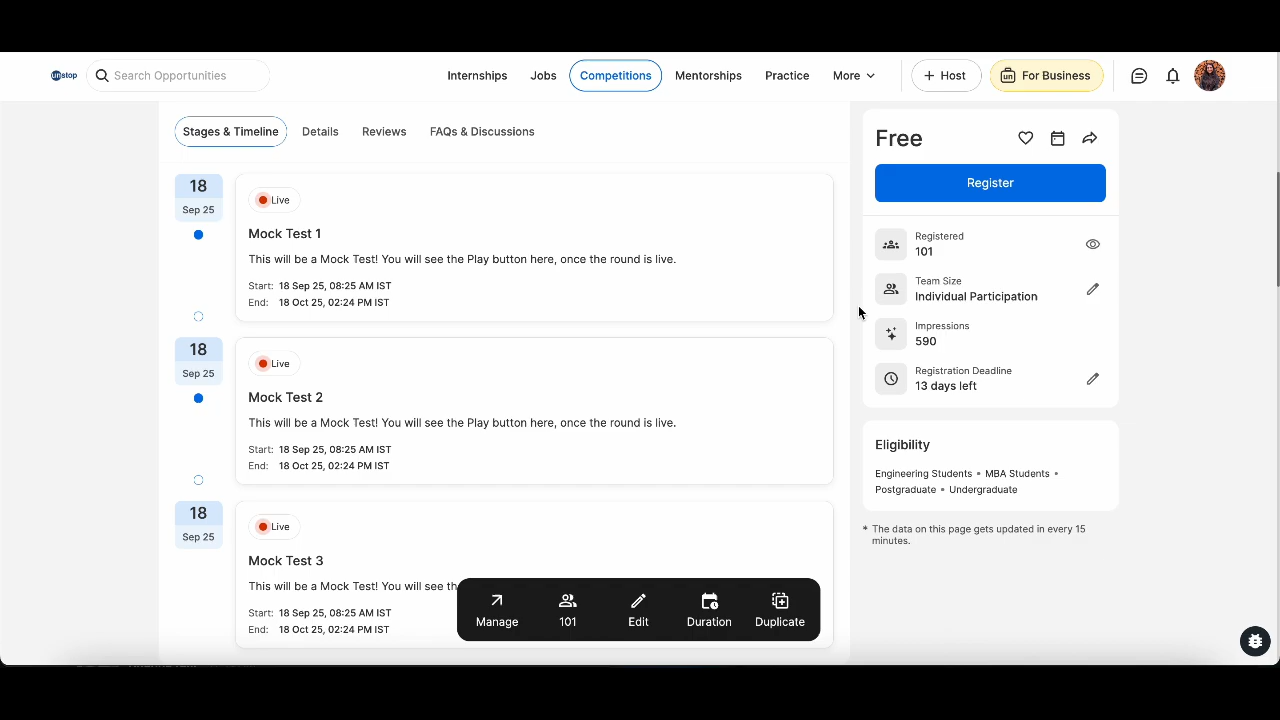 unstop
Search Opportunities
Internships
Jobs
Competitions
Mentorships
Practice
More
+ Host
un For Business
Stages & Timeline
Details
Reviews
FAQs & Discussions
18
Sep 25
Live
Mock Test 1
This will be a Mock Test! You will see the Play button here, once the round is live.
Start: 18 Sep 25, 08:25 AM IST
End: 18 Oct 25, 02:24 PM IST
18
Sep 25
Live
Mock Test 2
This will be a Mock Test! You will see the Play button here, once the round is live.
Start: 18 Sep 25, 08:25 AM IST
End: 18 Oct 25, 02:24 PM IST
18
Sep 25
Live
Mock Test 3
This will be a Mock Test! You will see th
Start: 18 Sep 25, 08:25 AM IST
End: 18 Oct 25, 02:24 PM IST
Manage
101
Edit
Duration
Duplicate
Free
Register
Registered
101
Team Size
Individual Participation
Impressions
590
Registration Deadline
13 days left
Eligibility
Engineering Students • MBA Students •
Postgraduate • Undergraduate
* The data on this page gets updated in every 15
minutes.